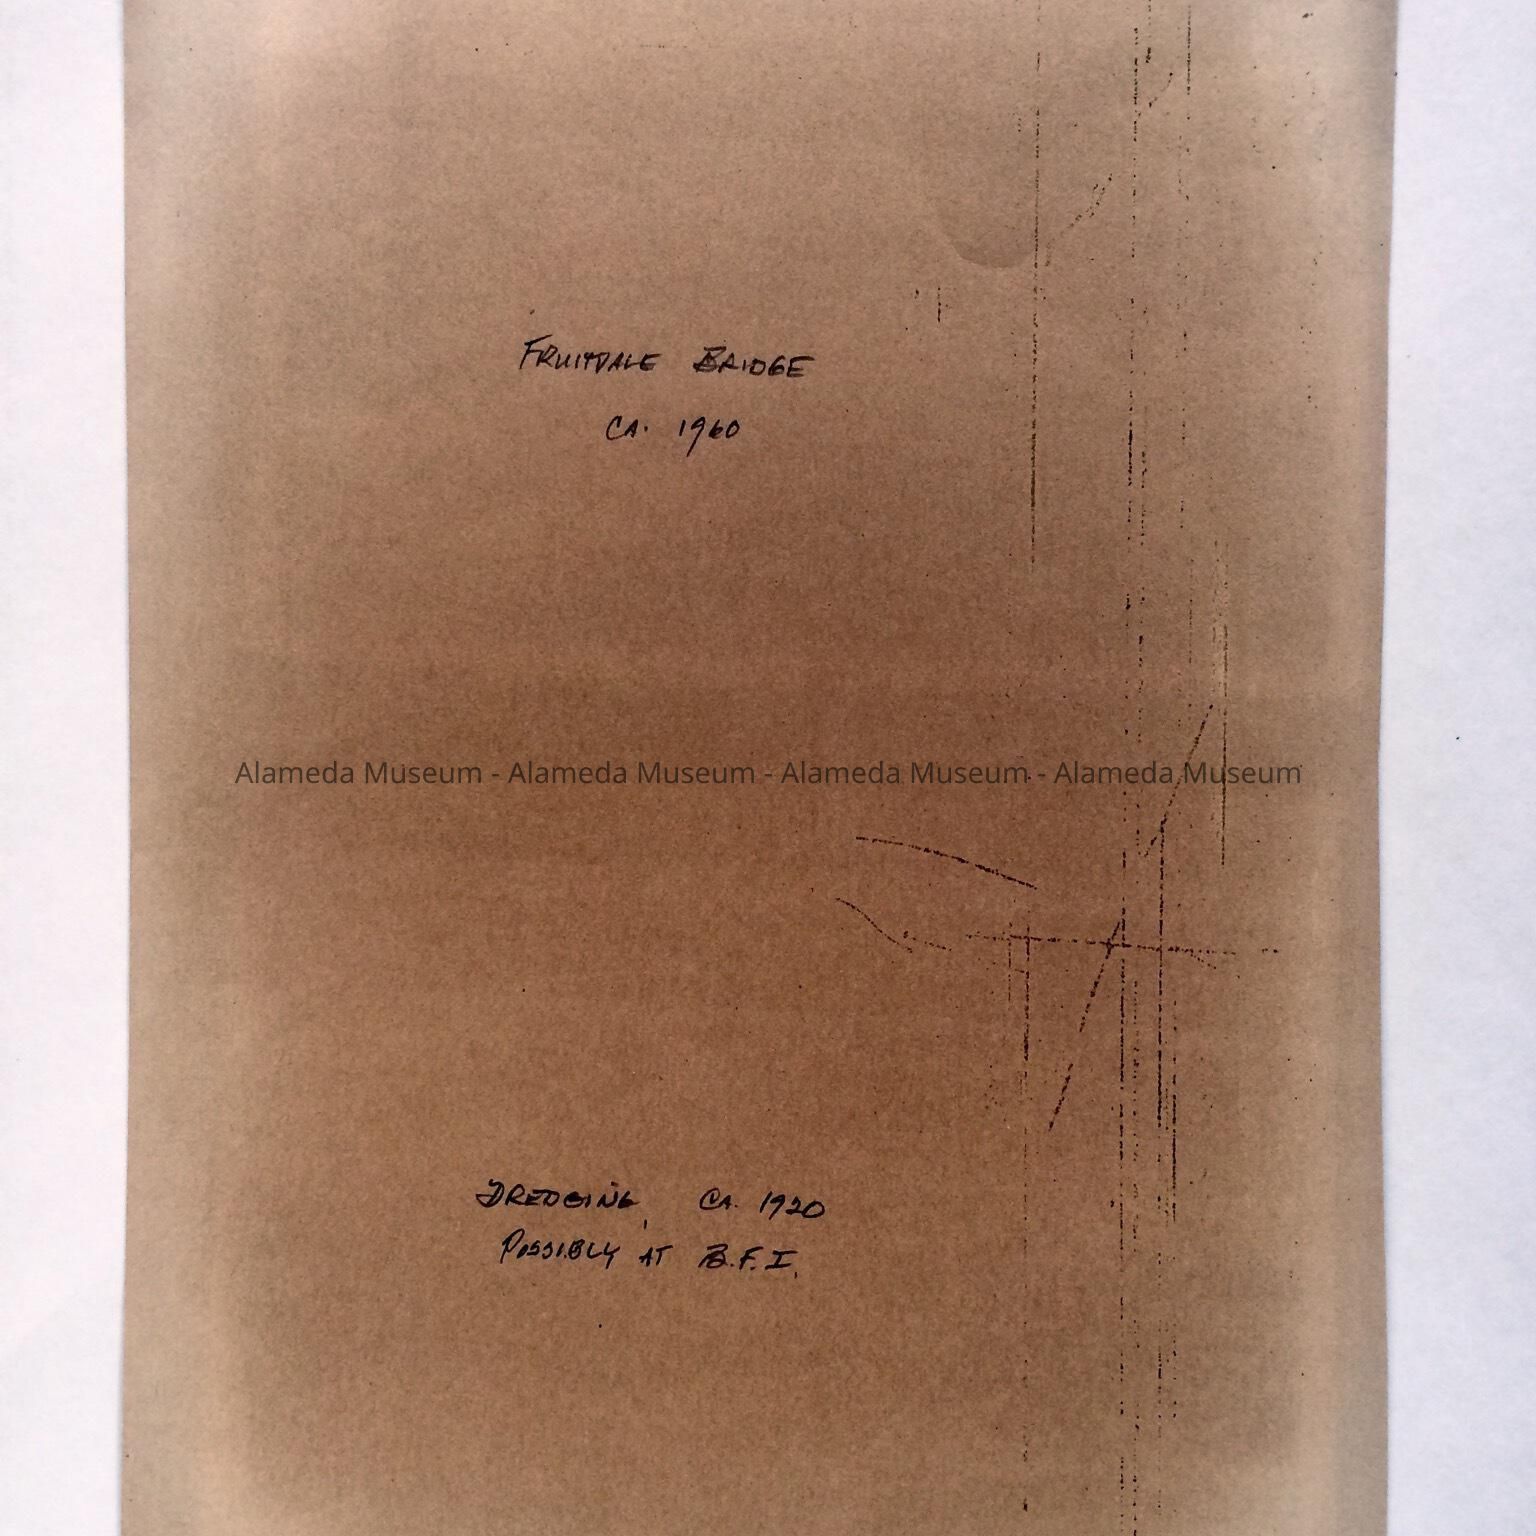 FRUITDALE BRIDGE
CA. 1960
Alameda Museum - Alameda Museum - Alameda Museum - Alameda Museum
DREDGING, CA. 1920
POSSIBLY AT B.F.I.